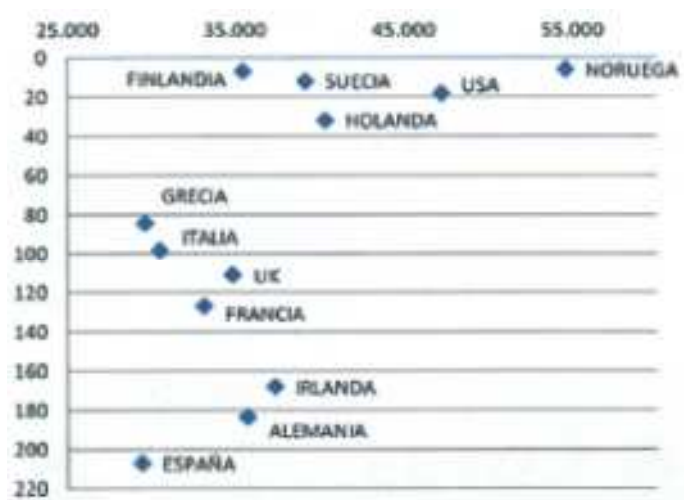 25.000 35.000 45.000 55.000
0
FINLANDIA SUECIA USA NORUEGA
20
HOLANDA
40
60
GRECIA
80
ITALIA
100
UK
120
FRANCIA
140
160
IRLANDA
180
ALEMANIA
200
ESPAÑA
220